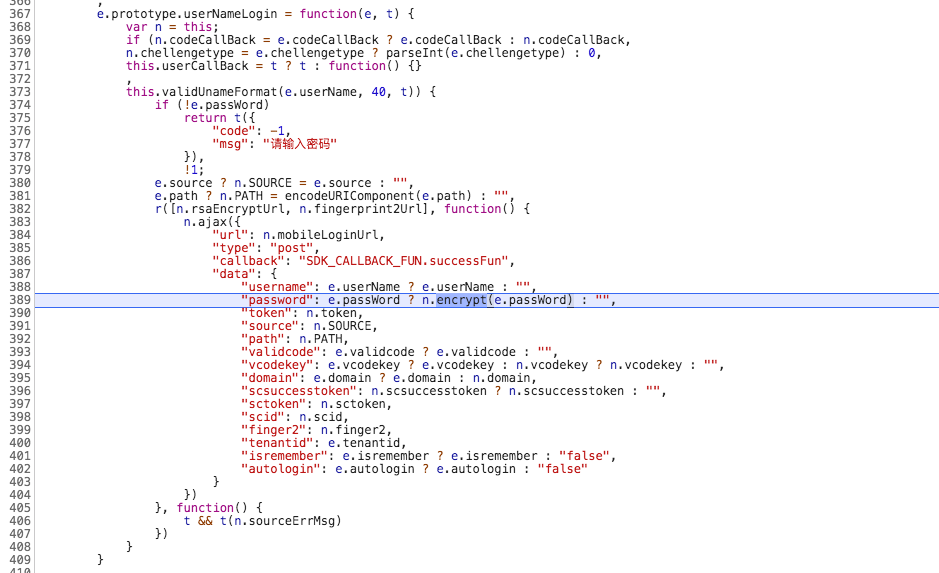 366 ,
367 e.prototype.userNameLogin = function(e, t) {
368 var n = this;
369 if (n.codeCallBack = e.codeCallBack ? e.codeCallBack : n.codeCallBack,
370 n.chellengetype = e.chellengetype ? parseInt(e.chellengetype) : 0,
371 this.userCallBack = t ? t : function() {}
372 ,
373 this.validUnameFormat(e.userName, 40, t)) {
374 if (!e.passWord)
375 return t({
376 "code": -1,
377 "msg": "请输入密码"
378 }),
379 !1;
380 e.source ? n.SOURCE = e.source : "",
381 e.path ? n.PATH = encodeURIComponent(e.path) : "",
382 r([n.rsaEncryptUrl, n.fingerprint2Url], function() {
383 n.ajax({
384 "url": n.mobileLoginUrl,
385 "type": "post",
386 "callback": "SDK_CALLBACK_FUN.successFun",
387 "data": {
388 "username": e.userName ? e.userName : "",
389 "password": e.passWord ? n.encrypt(e.passWord) : "",
390 "token": n.token,
391 "source": n.SOURCE,
392 "path": n.PATH,
393 "validcode": e.validcode ? e.validcode : "",
394 "vcodekey": e.vcodekey ? e.vcodekey : n.vcodekey ? n.vcodekey : "",
395 "domain": e.domain ? e.domain : n.domain,
396 "scsuccesstoken": n.scsuccesstoken ? n.scsuccesstoken : "",
397 "sctoken": n.sctoken,
398 "scid": n.scid,
399 "finger2": n.finger2,
400 "tenantid": e.tenantid,
401 "isremember": e.isremember ? e.isremember : "false",
402 "autologin": e.autologin ? e.autologin : "false"
403 }
404 })
405 }, function() {
406 t && t(n.sourceErrMsg)
407 })
408 }
409 }
410